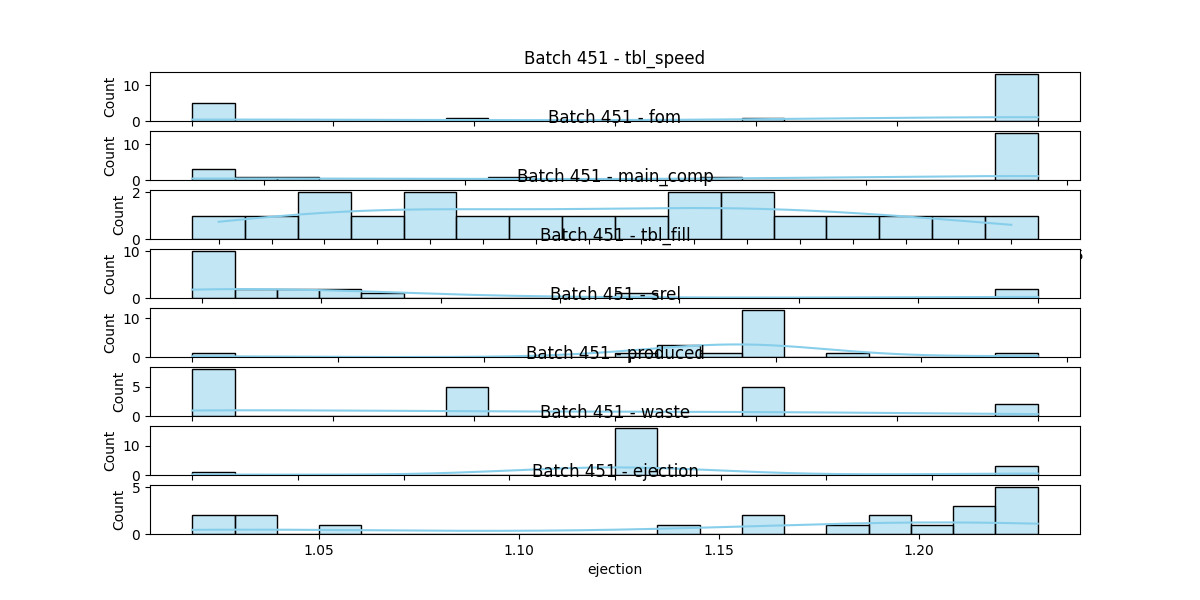 Batch 451 - tbl_speed
Count
10
0
Batch 451 - fom
Count
10
0
Batch 451 - main_comp
Count
2
0
Batch 451 - tbl_fill
Count
10
0
Batch 451 - srel
Count
10
0
Batch 451 - produced
Count
5
0
Batch 451 - waste
Count
10
0
Batch 451 - ejection
Count
5
0
1.05 1.10 1.15 1.20
ejection